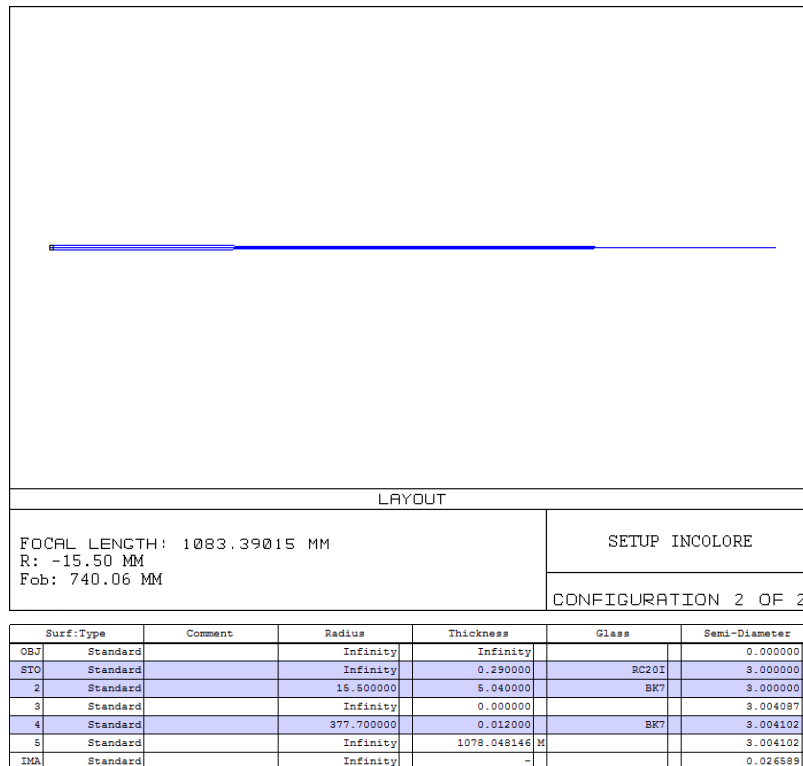 LAYOUT
FOCAL LENGTH: 1083.39015 MM
R: -15.50 MM
Fob: 740.06 MM
SETUP INCOLORE
CONFIGURATION 2 OF 2
Surf:Type Comment Radius Thickness Glass Semi-Diameter
OBJ Standard Infinity Infinity 0.000000
STO Standard Infinity 0.290000 RC20I 3.000000
2 Standard 15.500000 5.040000 BK7 3.000000
3 Standard Infinity 0.000000 3.004087
4 Standard 377.700000 0.012000 BK7 3.004102
5 Standard Infinity 1078.048146 M 3.004102
IMA Standard Infinity - 0.026589